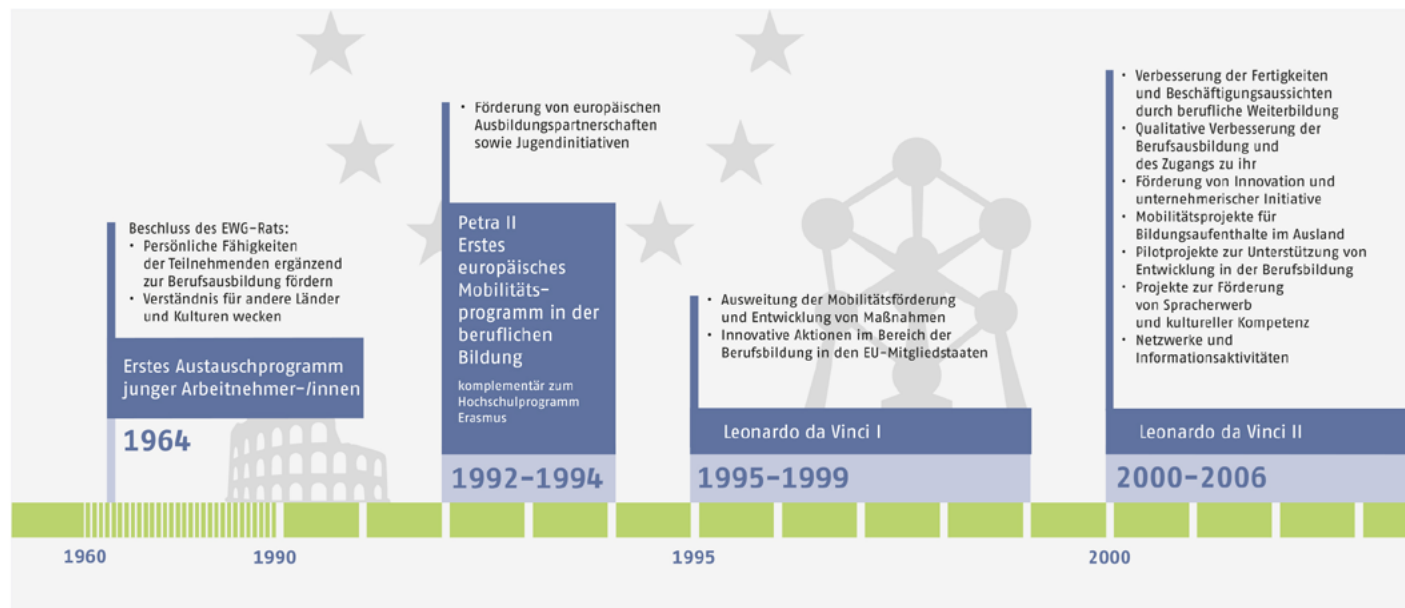 Beschluss des EWG-Rats:
• Persönliche Fähigkeiten
der Teilnehmenden ergänzend
zur Berufsausbildung fördern
• Verständnis für andere Länder
und Kulturen wecken
Erstes Austauschprogramm
junger Arbeitnehmer-/innen
1964
• Förderung von europäischen
Ausbildungspartnerschaften
sowie Jugendinitiativen
Petra II
Erstes
europäisches
Mobilitäts-
programm in der
beruflichen
Bildung
komplementär zum
Hochschulprogramm
Erasmus
1992-1994
• Ausweitung der Mobilitätsförderung
und Entwicklung von Maßnahmen
• Innovative Aktionen im Bereich der
Berufsbildung in den EU-Mitgliedstaaten
Leonardo da Vinci I
1995-1999
• Verbesserung der Fertigkeiten
und Beschäftigungsaussichten
durch berufliche Weiterbildung
• Qualitative Verbesserung der
Berufsausbildung und
des Zugangs zu ihr
• Förderung von Innovation und
unternehmerischer Initiative
• Mobilitätsprojekte für
Bildungsaufenthalte im Ausland
• Pilotprojekte zur Unterstützung von
Entwicklung in der Berufsbildung
• Projekte zur Förderung
von Spracherwerb
und kultureller Kompetenz
• Netzwerke und
Informationsaktivitäten
Leonardo da Vinci II
2000-2006
1960
1990
1995
2000